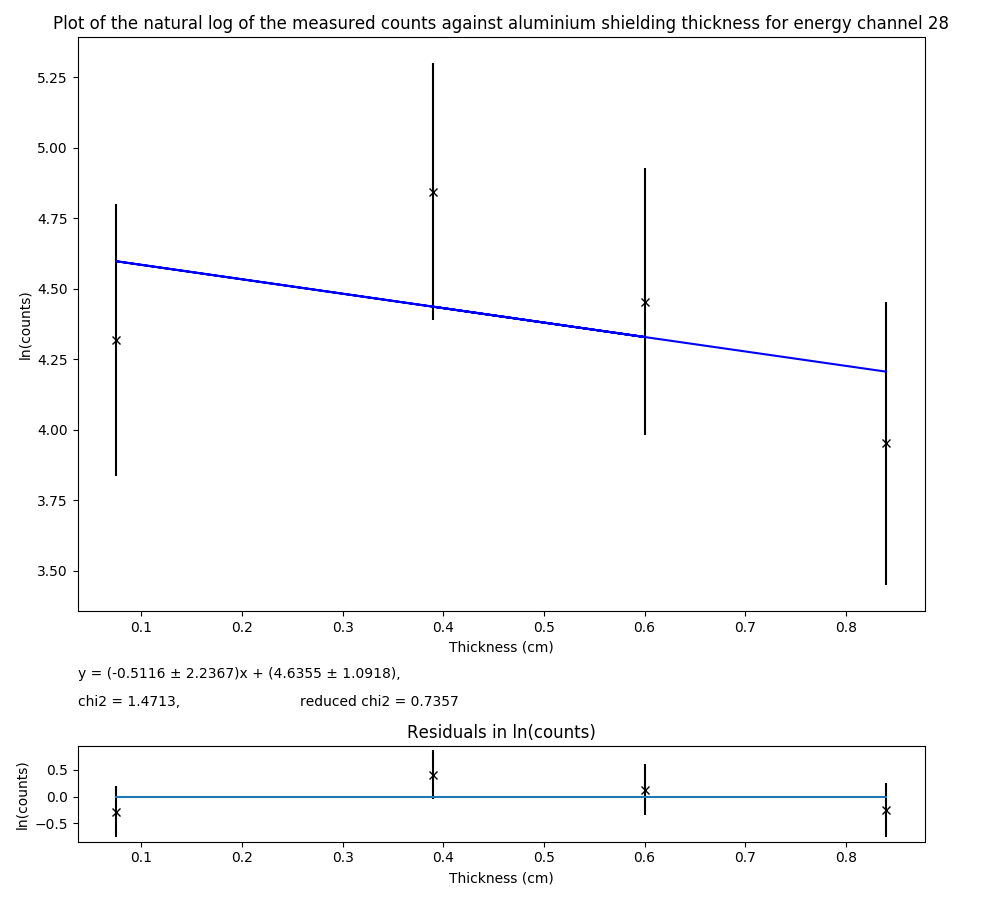 Plot of the natural log of the measured counts against aluminium shielding thickness for energy channel 28
ln(counts)
5.25
5.00
4.75
4.50
4.25
4.00
3.75
3.50
0.1 0.2 0.3 0.4 0.5 0.6 0.7 0.8
Thickness (cm)
y = (-0.5116 ± 2.2367)x + (4.6355 ± 1.0918),
chi2 = 1.4713, reduced chi2 = 0.7357
Residuals in ln(counts)
ln(counts)
0.5
0.0
−0.5
0.1 0.2 0.3 0.4 0.5 0.6 0.7 0.8
Thickness (cm)